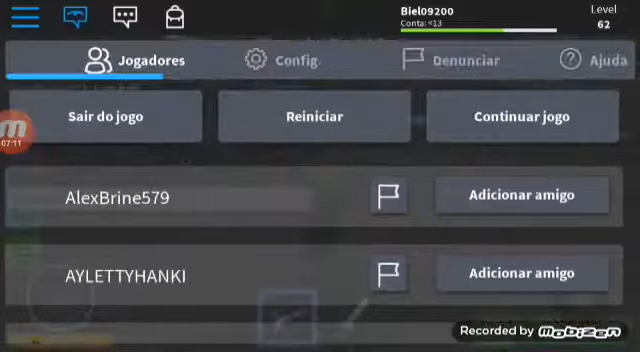 Biel09200
Conta: <13
Level
62
Jogadores
Config
Denunciar
Ajuda
Sair do jogo
Reiniciar
Continuar jogo
07:11
AlexBrine579
Adicionar amigo
AYLETTYHANKI
Adicionar amigo
Recorded by mobizen